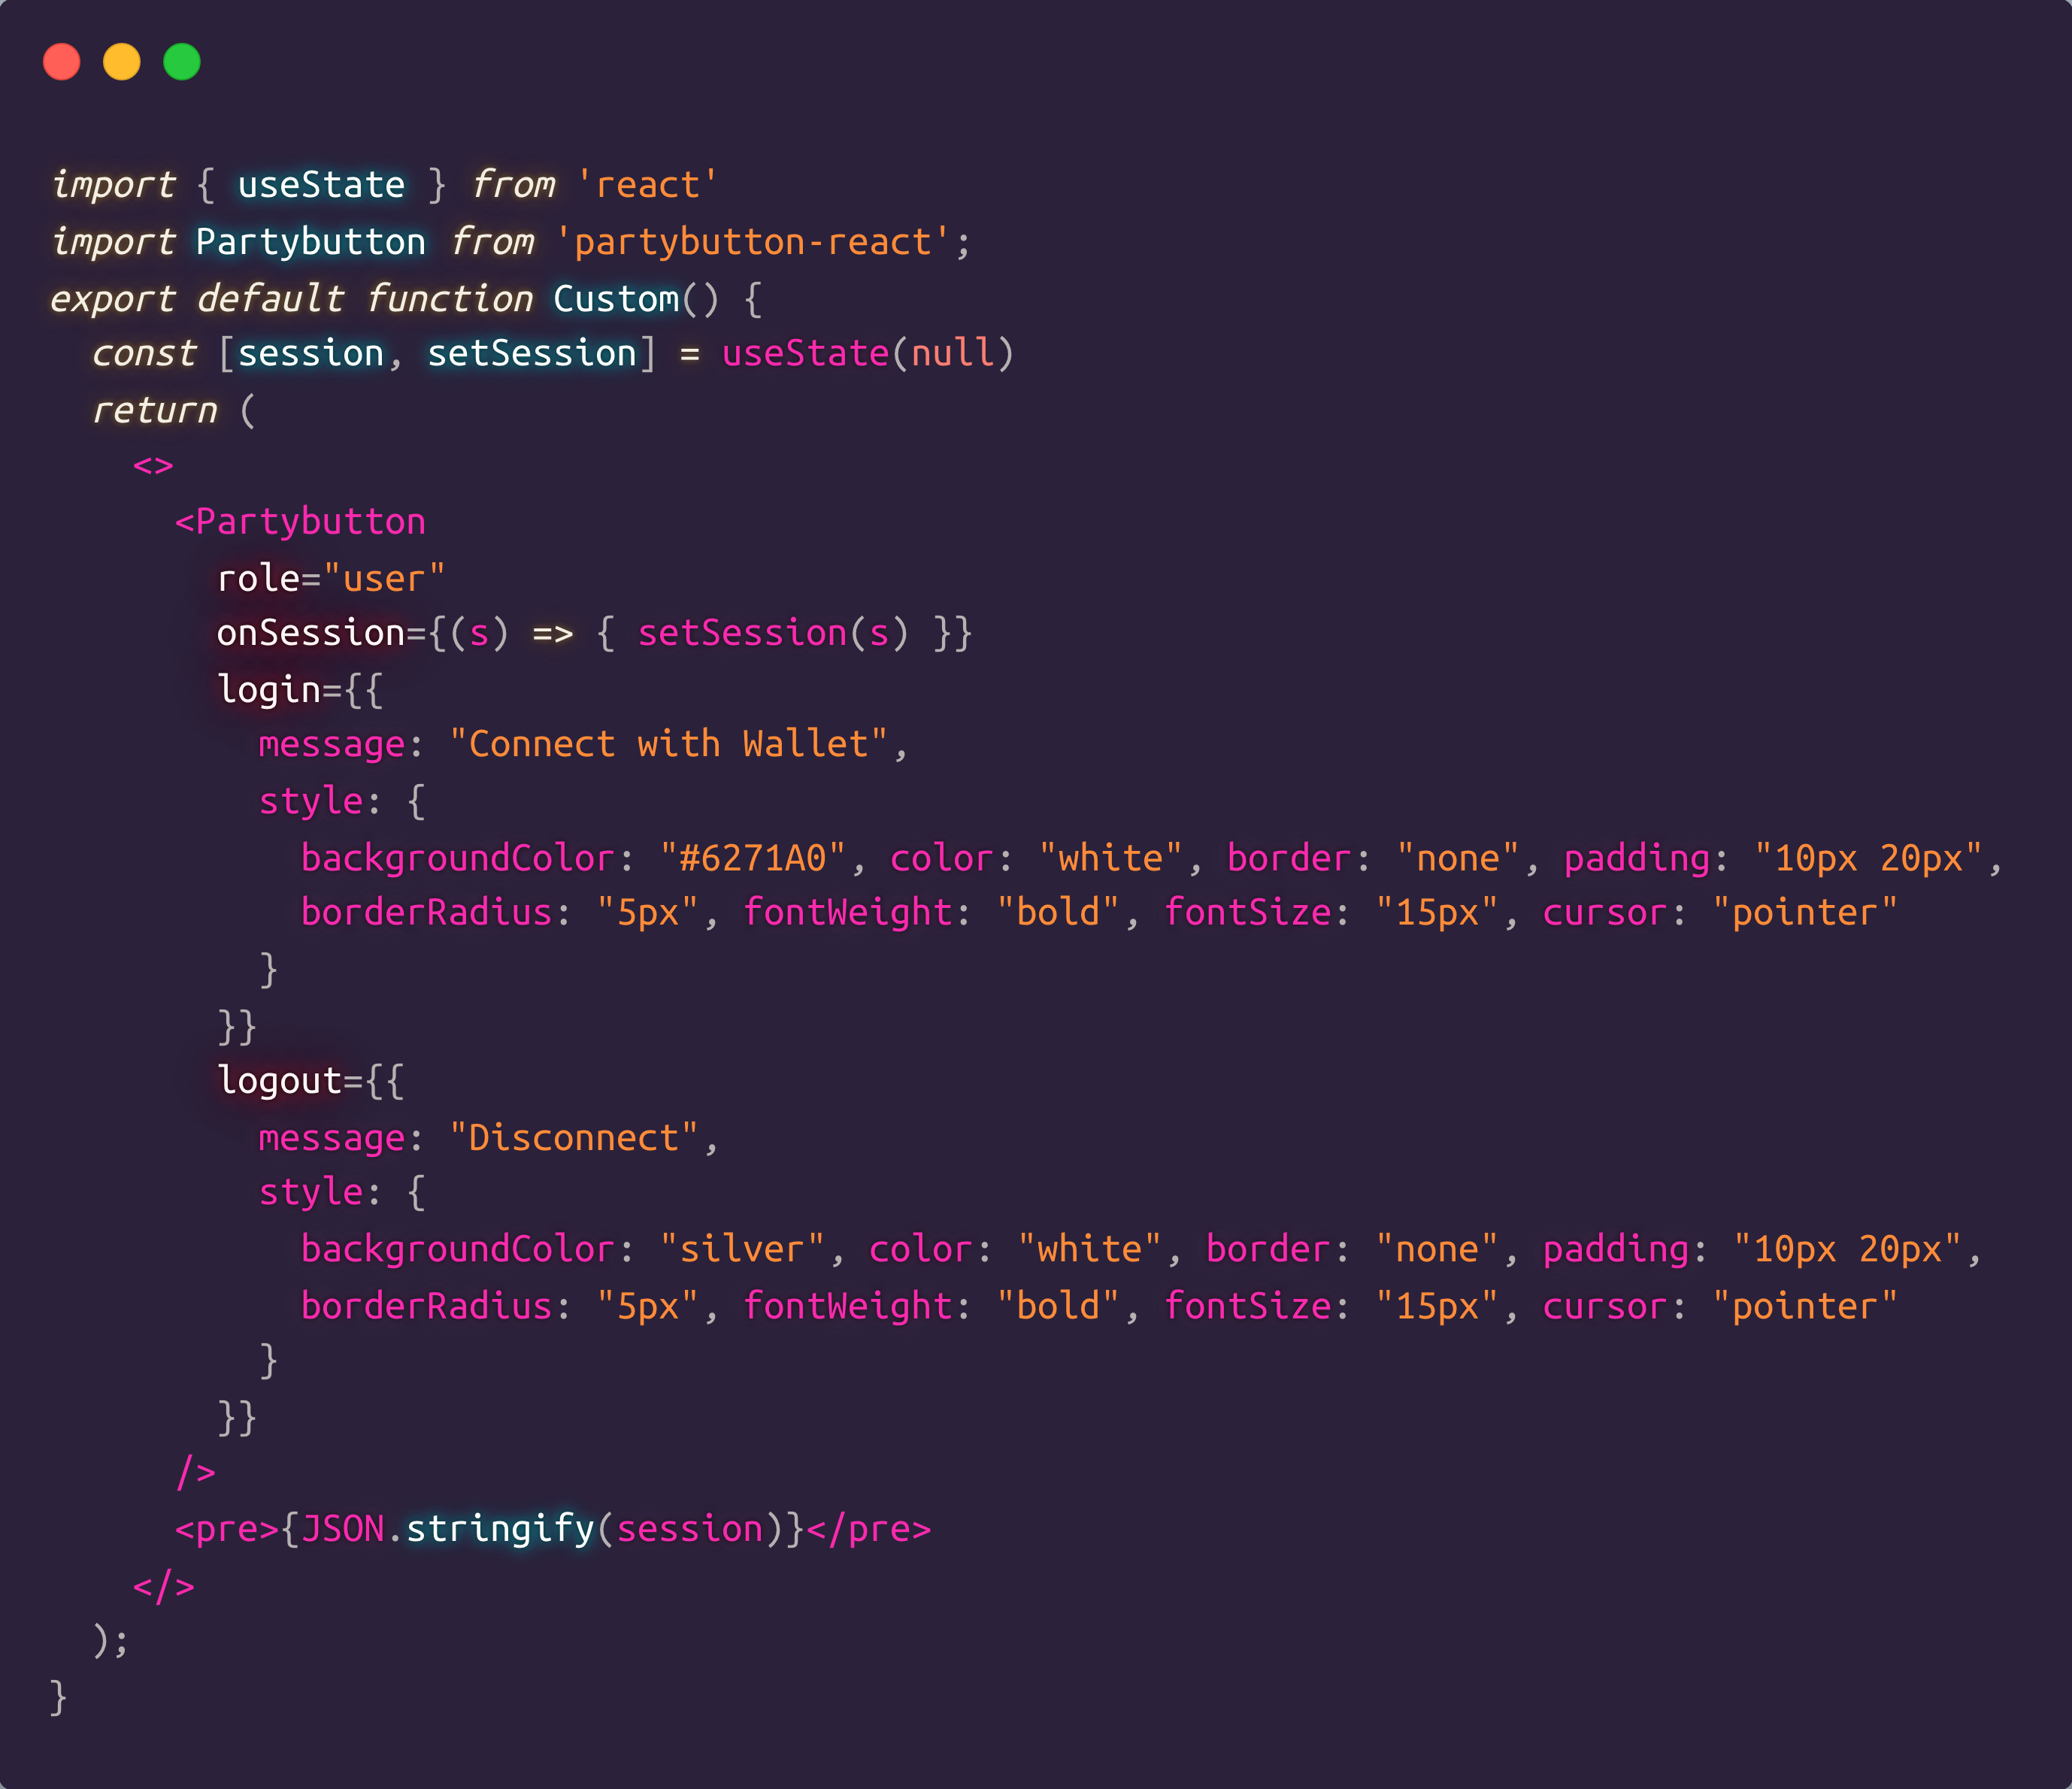 import { useState } from 'react'
import Partybutton from 'partybutton-react';
export default function Custom() {
  const [session, setSession] = useState(null)
  return (
    <>
      <Partybutton
        role="user"
        onSession={(s) => { setSession(s) }}
        login={{
          message: "Connect with Wallet",
          style: {
            backgroundColor: "#6271A0", color: "white", border: "none", padding: "10px 20px",
            borderRadius: "5px", fontWeight: "bold", fontSize: "15px", cursor: "pointer"
          }
        }}
        logout={{
          message: "Disconnect",
          style: {
            backgroundColor: "silver", color: "white", border: "none", padding: "10px 20px",
            borderRadius: "5px", fontWeight: "bold", fontSize: "15px", cursor: "pointer"
          }
        }}
      />
      <pre>{JSON.stringify(session)}</pre>
    </>
  );
}